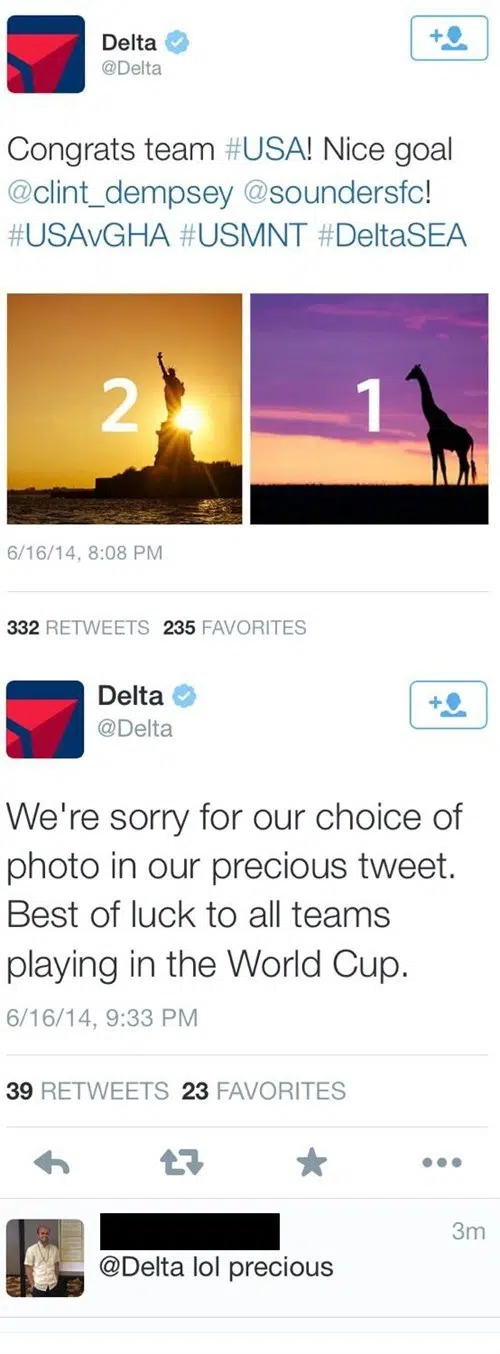 Delta
@Delta
Congrats team #USA! Nice goal
@clint_dempsey @soundersfc!
#USAvGHA #USMNT #DeltaSEA
2 1
6/16/14, 8:08 PM
332 RETWEETS 235 FAVORITES
Delta
@Delta
We're sorry for our choice of
photo in our precious tweet.
Best of luck to all teams
playing in the World Cup.
6/16/14, 9:33 PM
39 RETWEETS 23 FAVORITES
3m
@Delta lol precious